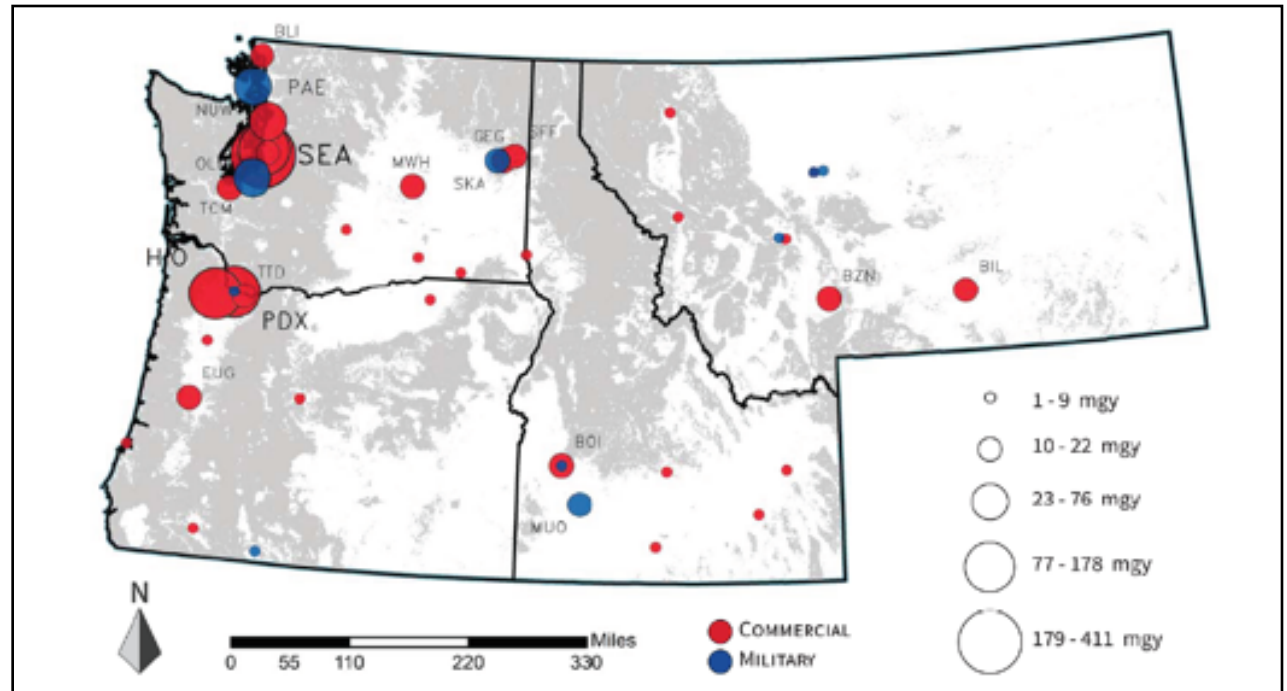 BLI
PAE
NUW
SEA
GEG
SFF
MWH
SKA
TCM
TTD
PDX
BZN
BIL
EUG
BOI
MUO
1 - 9 mgy
10 - 22 mgy
23 - 76 mgy
77 - 178 mgy
179 - 411 mgy
N
COMMERCIAL
MILITARY
Miles
0 55 110 220 330